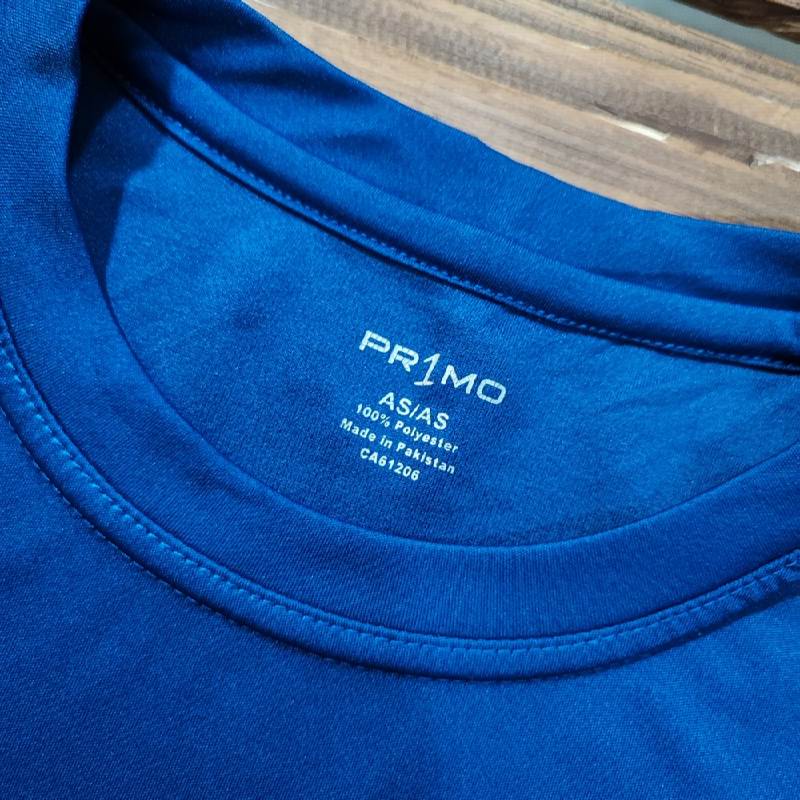 PR1MO
AS/AS
100% Polyester
Made in Pakistan
CA61206